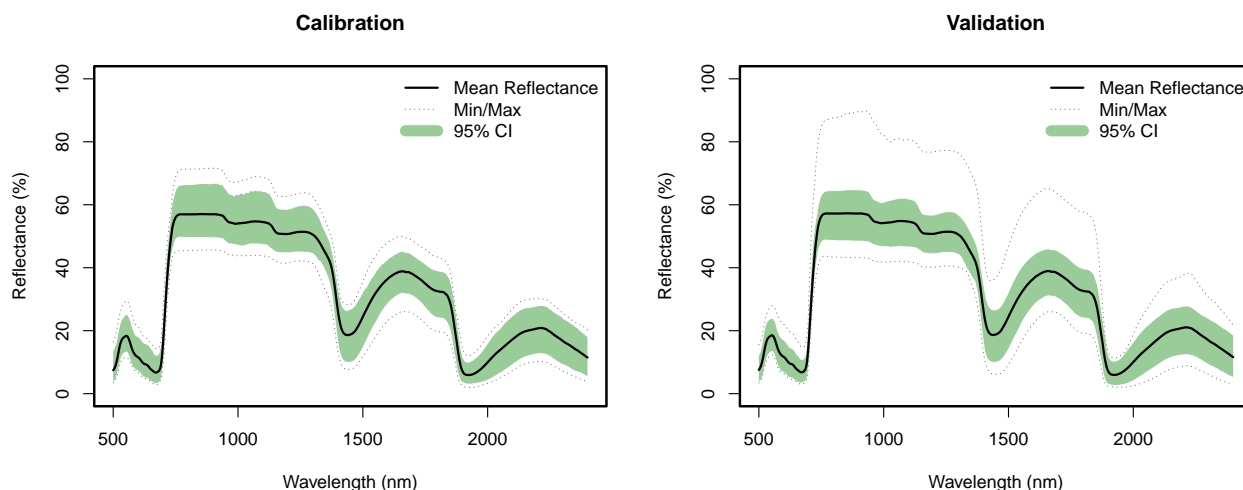 Calibration
Reflectance (%)
100
80
60
40
20
0
Mean Reflectance
Min/Max
95% CI
500 1000 1500 2000
Wavelength (nm)
Validation
Reflectance (%)
100
80
60
40
20
0
Mean Reflectance
Min/Max
95% CI
500 1000 1500 2000
Wavelength (nm)